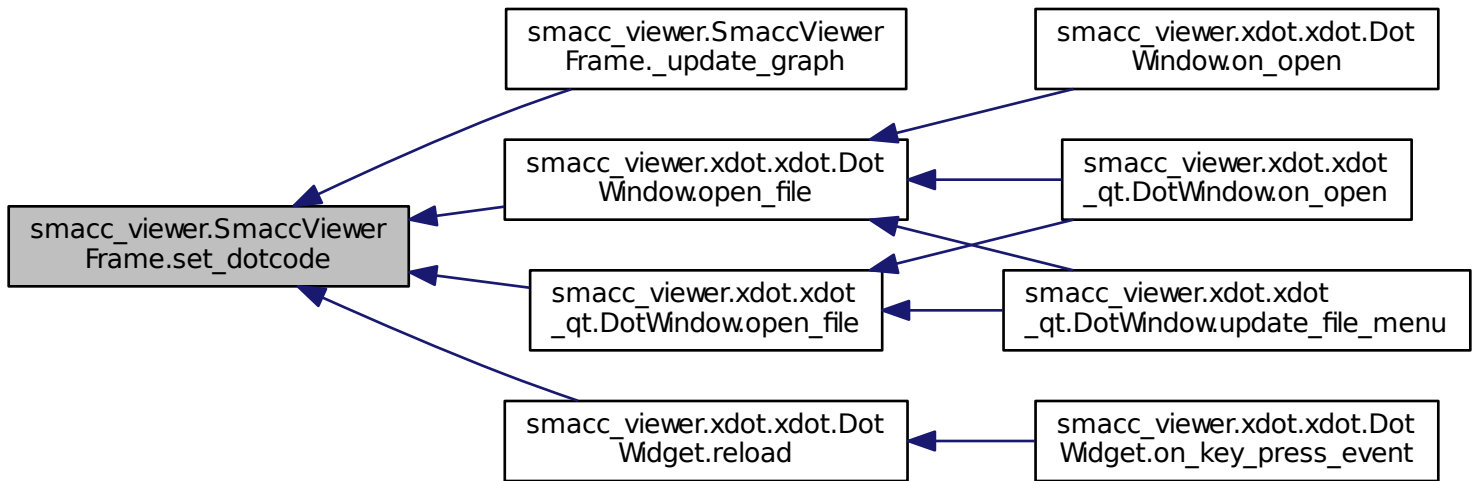 smacc_viewer.SmaccViewer
Frame.set_dotcode
smacc_viewer.SmaccViewer
Frame._update_graph
smacc_viewer.xdot.xdot.Dot
Window.open_file
smacc_viewer.xdot.xdot
_qt.DotWindow.open_file
smacc_viewer.xdot.xdot.Dot
Widget.reload
smacc_viewer.xdot.xdot.Dot
Window.on_open
smacc_viewer.xdot.xdot
_qt.DotWindow.on_open
smacc_viewer.xdot.xdot
_qt.DotWindow.update_file_menu
smacc_viewer.xdot.xdot.Dot
Widget.on_key_press_event